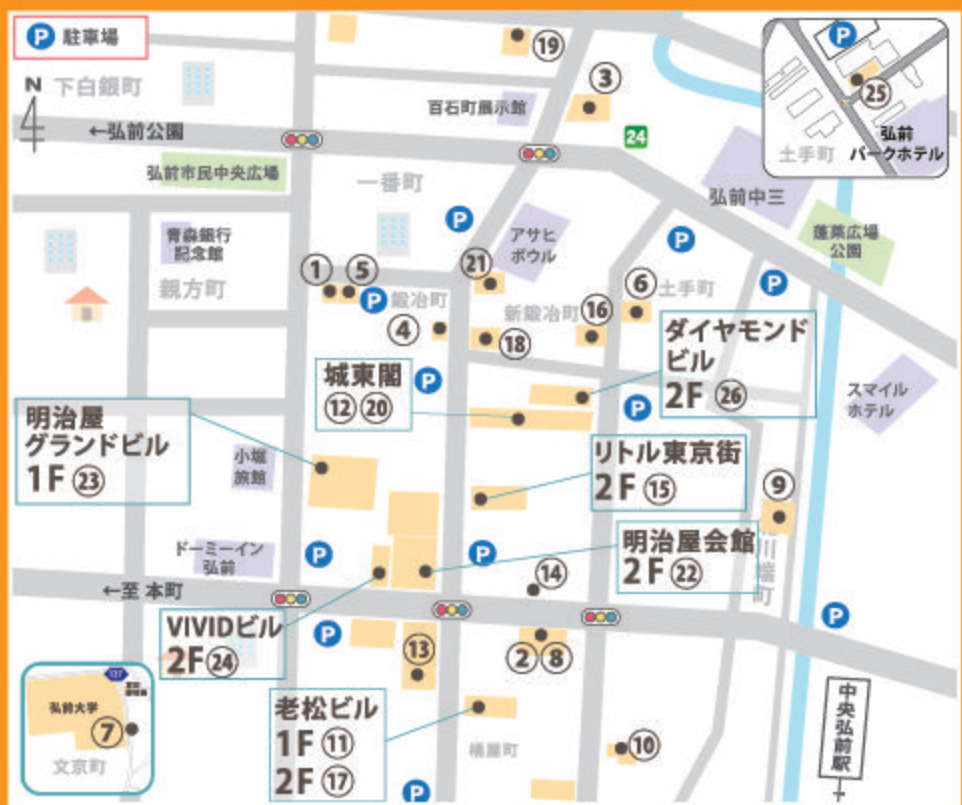 P 駐車場
N
下白銀町
←弘前公園
弘前市民中央広場
青森銀行
記念館
親方町
一番町
百石町展示館
⑲
③
24
P
㉕
土手町
弘前
パークホテル
弘前中三
蓬莱広場
公園
P
アサヒ
ボウル
P
P
①
⑤
P
鍛冶町
④
㉑
新鍛冶町
⑱
⑯
⑥
土手町
スマイル
ホテル
城東閣
⑫ ⑳
P
ダイヤモンド
ビル
2F ㉖
P
明治屋
グランドビル
1F ㉓
小堀
旅館
リトル東京街
2F ⑮
⑨
川端町
ドーミーイン
弘前
P
P
明治屋会館
2F ㉒
⑭
←至 本町
VIVIDビル
2F ㉔
P
⑬
② ⑧
P
老松ビル
1F ⑪
2F ⑰
桶屋町
⑩
P
中央弘前駅
127
弘前大学
⑦
文京町